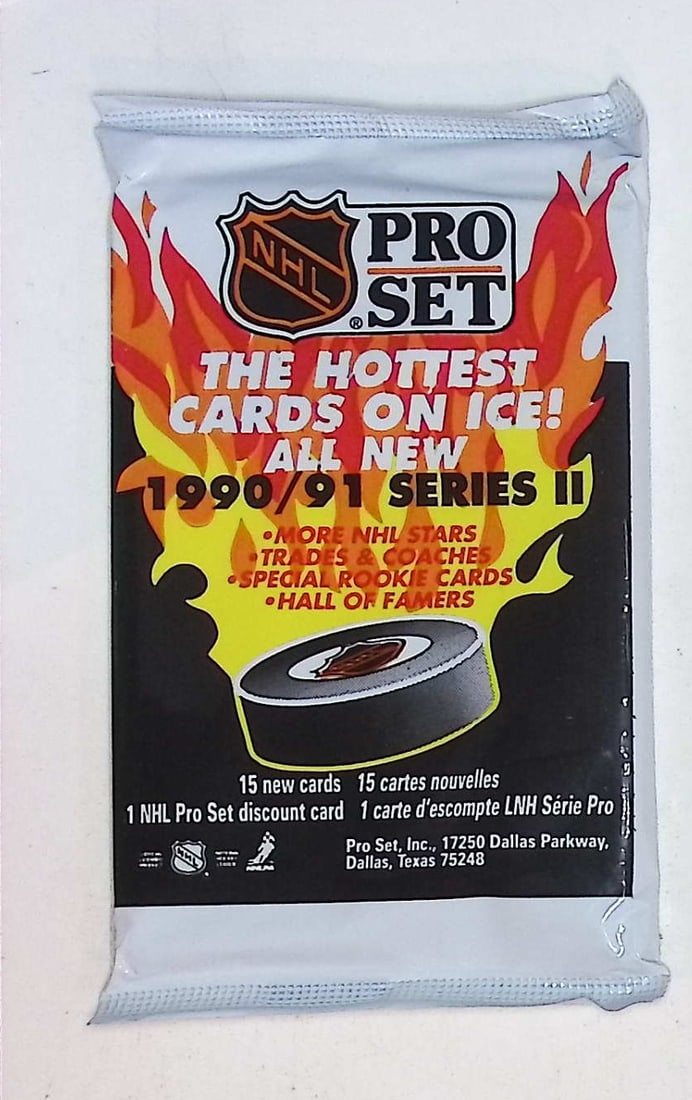 NHL
PRO
SET
®
THE HOTTEST
CARDS ON ICE!
ALL NEW
1990/91 SERIES II
•MORE NHL STARS
•TRADES & COACHES
•SPECIAL ROOKIE CARDS
•HALL OF FAMERS
15 new cards 15 cartes nouvelles
1 NHL Pro Set discount card 1 carte d'escompte LNH Série Pro
NHL
NHLPA
Pro Set, Inc., 17250 Dallas Parkway,
Dallas, Texas 75248